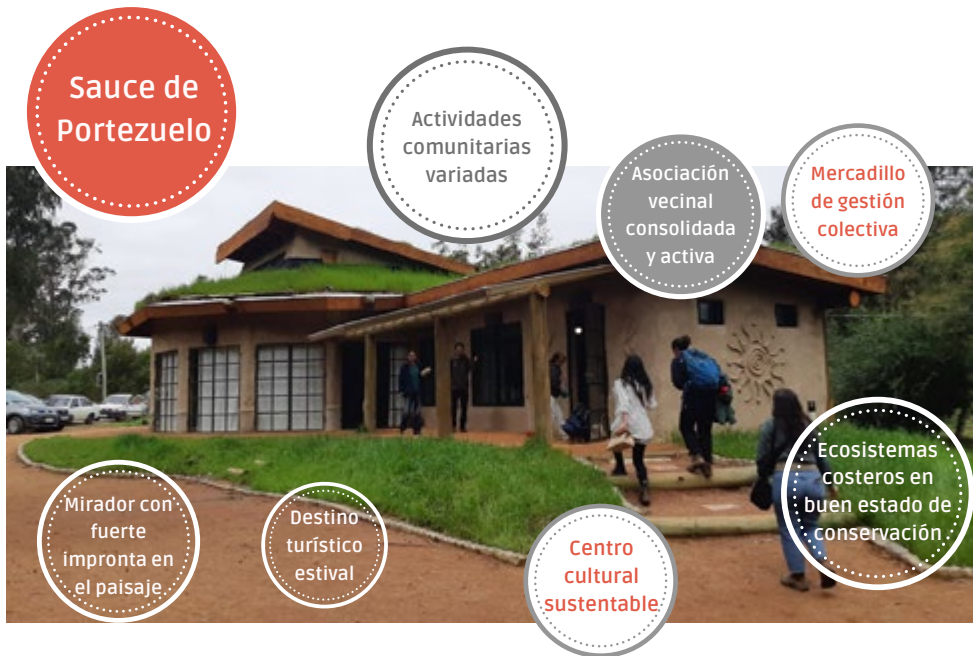 Sauce de
Portezuelo
Actividades
comunitarias
variadas
Asociación
vecinal
consolidada
y activa
Mercadillo
de gestión
colectiva
Mirador con
fuerte
impronta en
el paisaje
Destino
turístico
estival
Centro
cultural
sustentable
Ecosistemas
costeros en
buen estado de
conservación